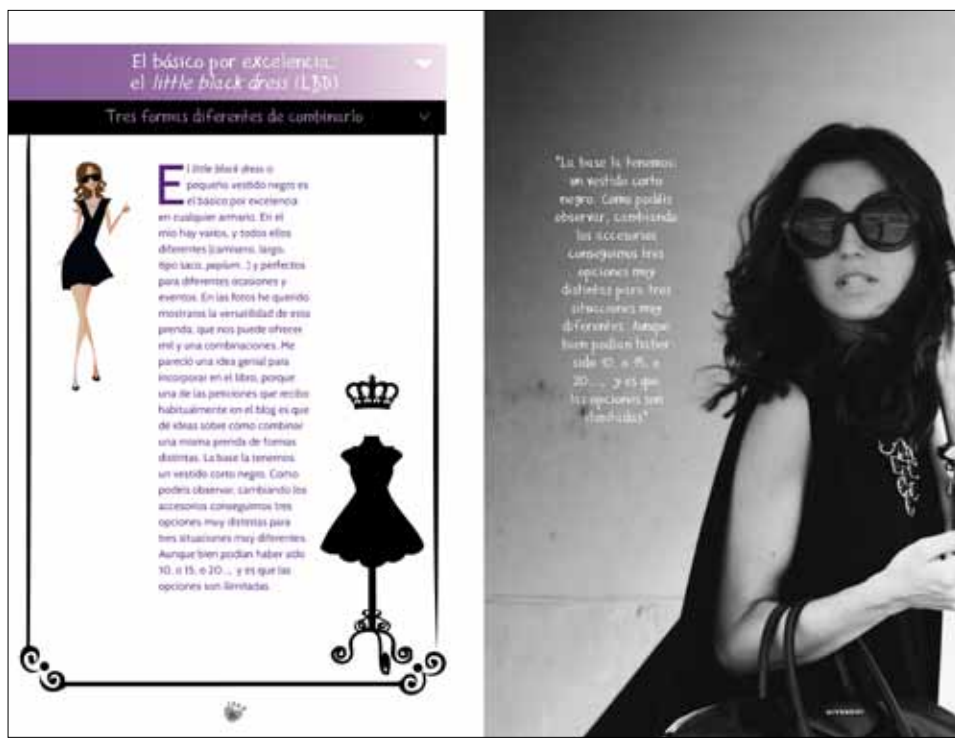 El básico por excelencia:
el little black dress (LBD)
Tres formas diferentes de combinarlo
El little black dress o
pequeño vestido negro es
el básico por excelencia
en cualquier armario. En el
mío hay varios, y todos ellos
diferentes (camisero, largo,
tipo saco, peplum...) y perfectos
para diferentes ocasiones y
eventos. En las fotos he querido
mostraros la versatilidad de esta
prenda, que nos puede ofrecer
mil y una combinaciones. Me
pareció una idea genial para
incorporar en el libro, porque
una de las peticiones que recibo
habitualmente en el blog es que
dé ideas sobre cómo combinar
una misma prenda de formas
distintas. La base la tenemos:
un vestido corto negro. Como
podéis observar, cambiando los
accesorios conseguimos tres
opciones muy distintas para
tres situaciones muy diferentes.
Aunque bien podían haber sido
10, o 15, o 20..., y es que las
opciones son ilimitadas.
"La base la tenemos:
un vestido corto
negro. Como podéis
observar, cambiando
los accesorios
conseguimos tres
opciones muy
distintas para tres
situaciones muy
diferentes. Aunque
bien podían haber
sido 10, o 15, o
20..., y es que
las opciones son
ilimitadas"
GIVENCHY